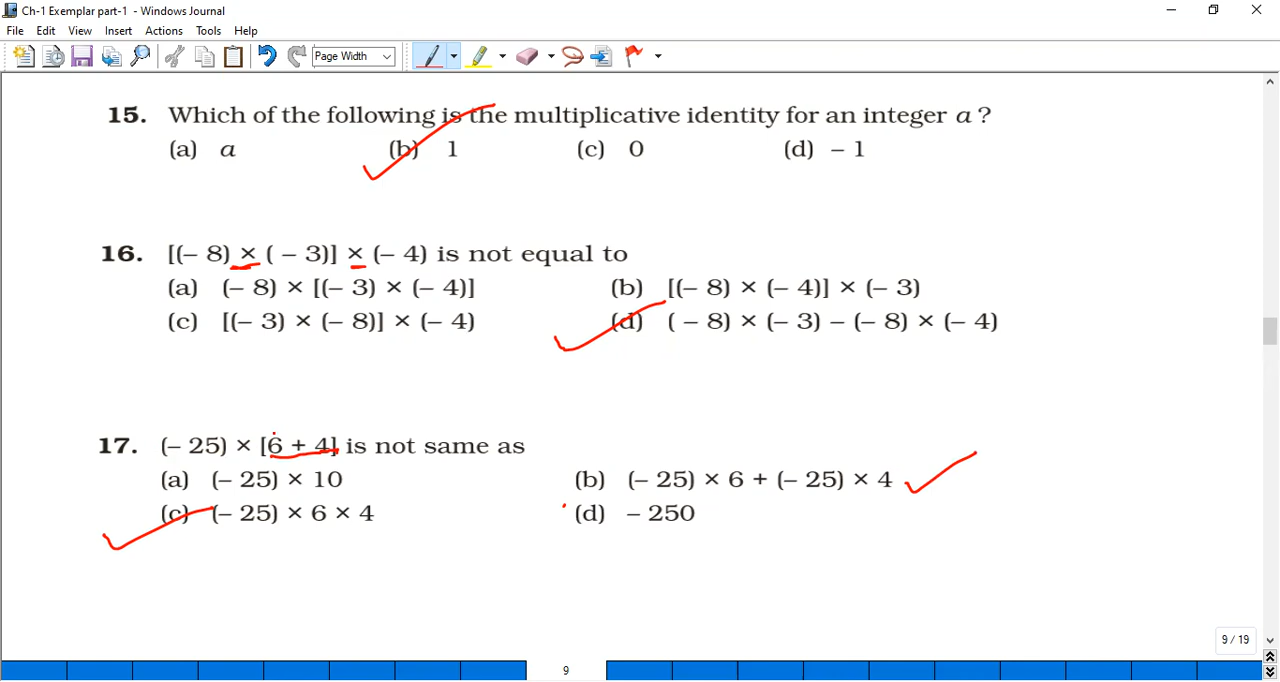 Ch-1 Exemplar part-1 - Windows Journal
File Edit View Insert Actions Tools Help
Page Width
15. Which of the following is the multiplicative identity for an integer a ?
(a) a (b) 1 (c) 0 (d) – 1
16. [(– 8) × ( – 3)] × (– 4) is not equal to
(a) (– 8) × [(– 3) × (– 4)] (b) [(– 8) × (– 4)] × (– 3)
(c) [(– 3) × (– 8)] × (– 4) (d) ( – 8) × (– 3) – (– 8) × (– 4)
17. (– 25) × [6 + 4] is not same as
(a) (– 25) × 10 (b) (– 25) × 6 + (– 25) × 4
(c) (– 25) × 6 × 4 (d) – 250
9 / 19
9